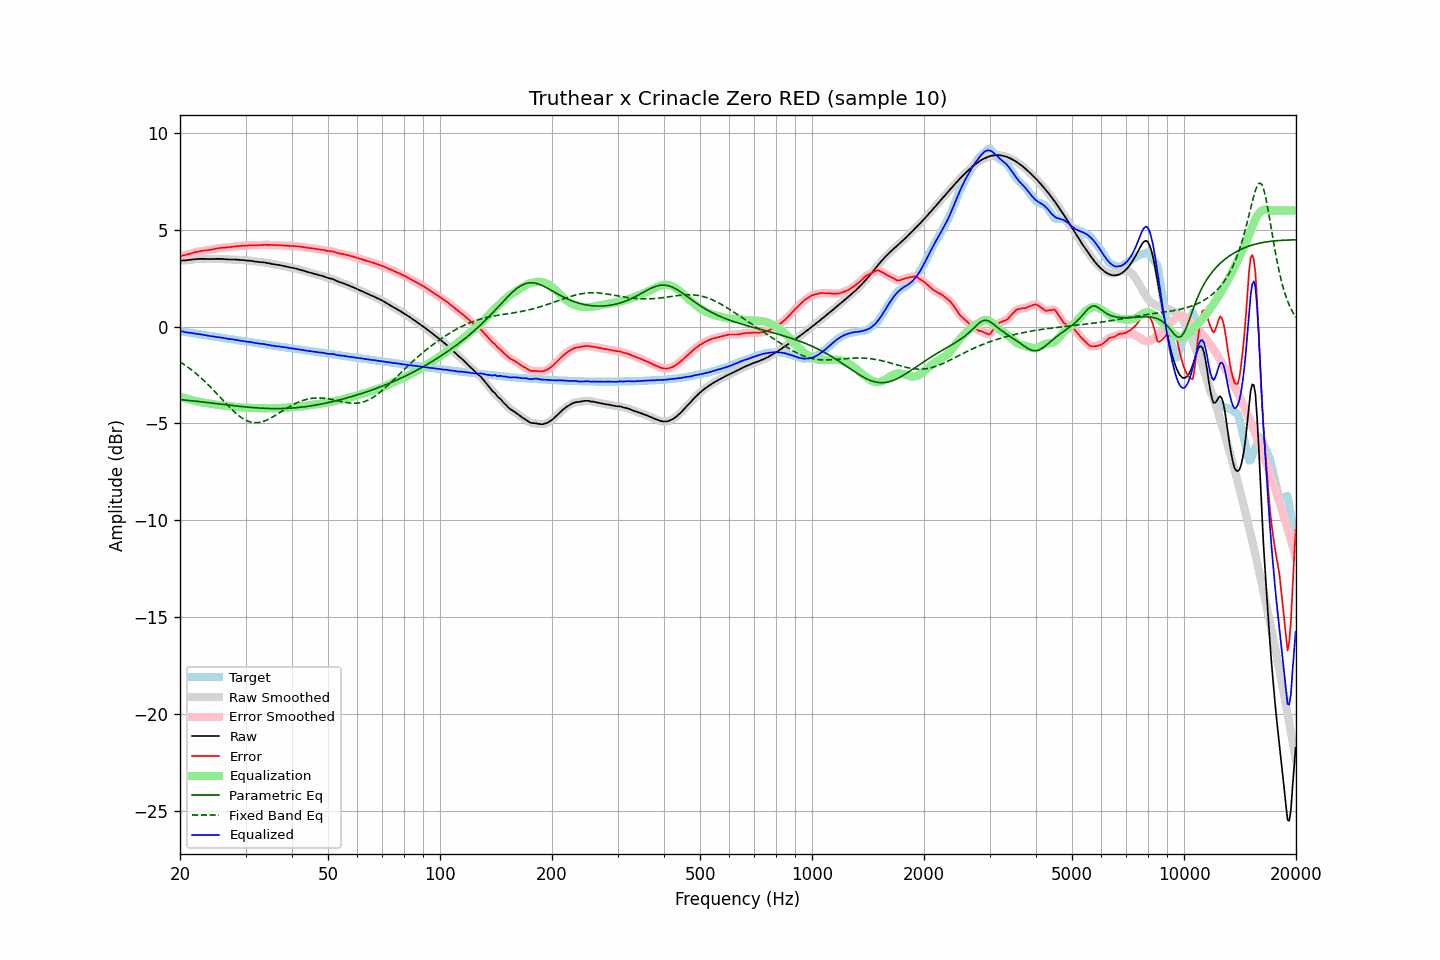 Truthear x Crinacle Zero RED (sample 10)
10
5
0
−5
−10
−15
−20
−25
Amplitude (dBr)
Target
Raw Smoothed
Error Smoothed
Raw
Error
Equalization
Parametric Eq
Fixed Band Eq
Equalized
20 50 100 200 500 1000 2000 5000 10000 20000
Frequency (Hz)